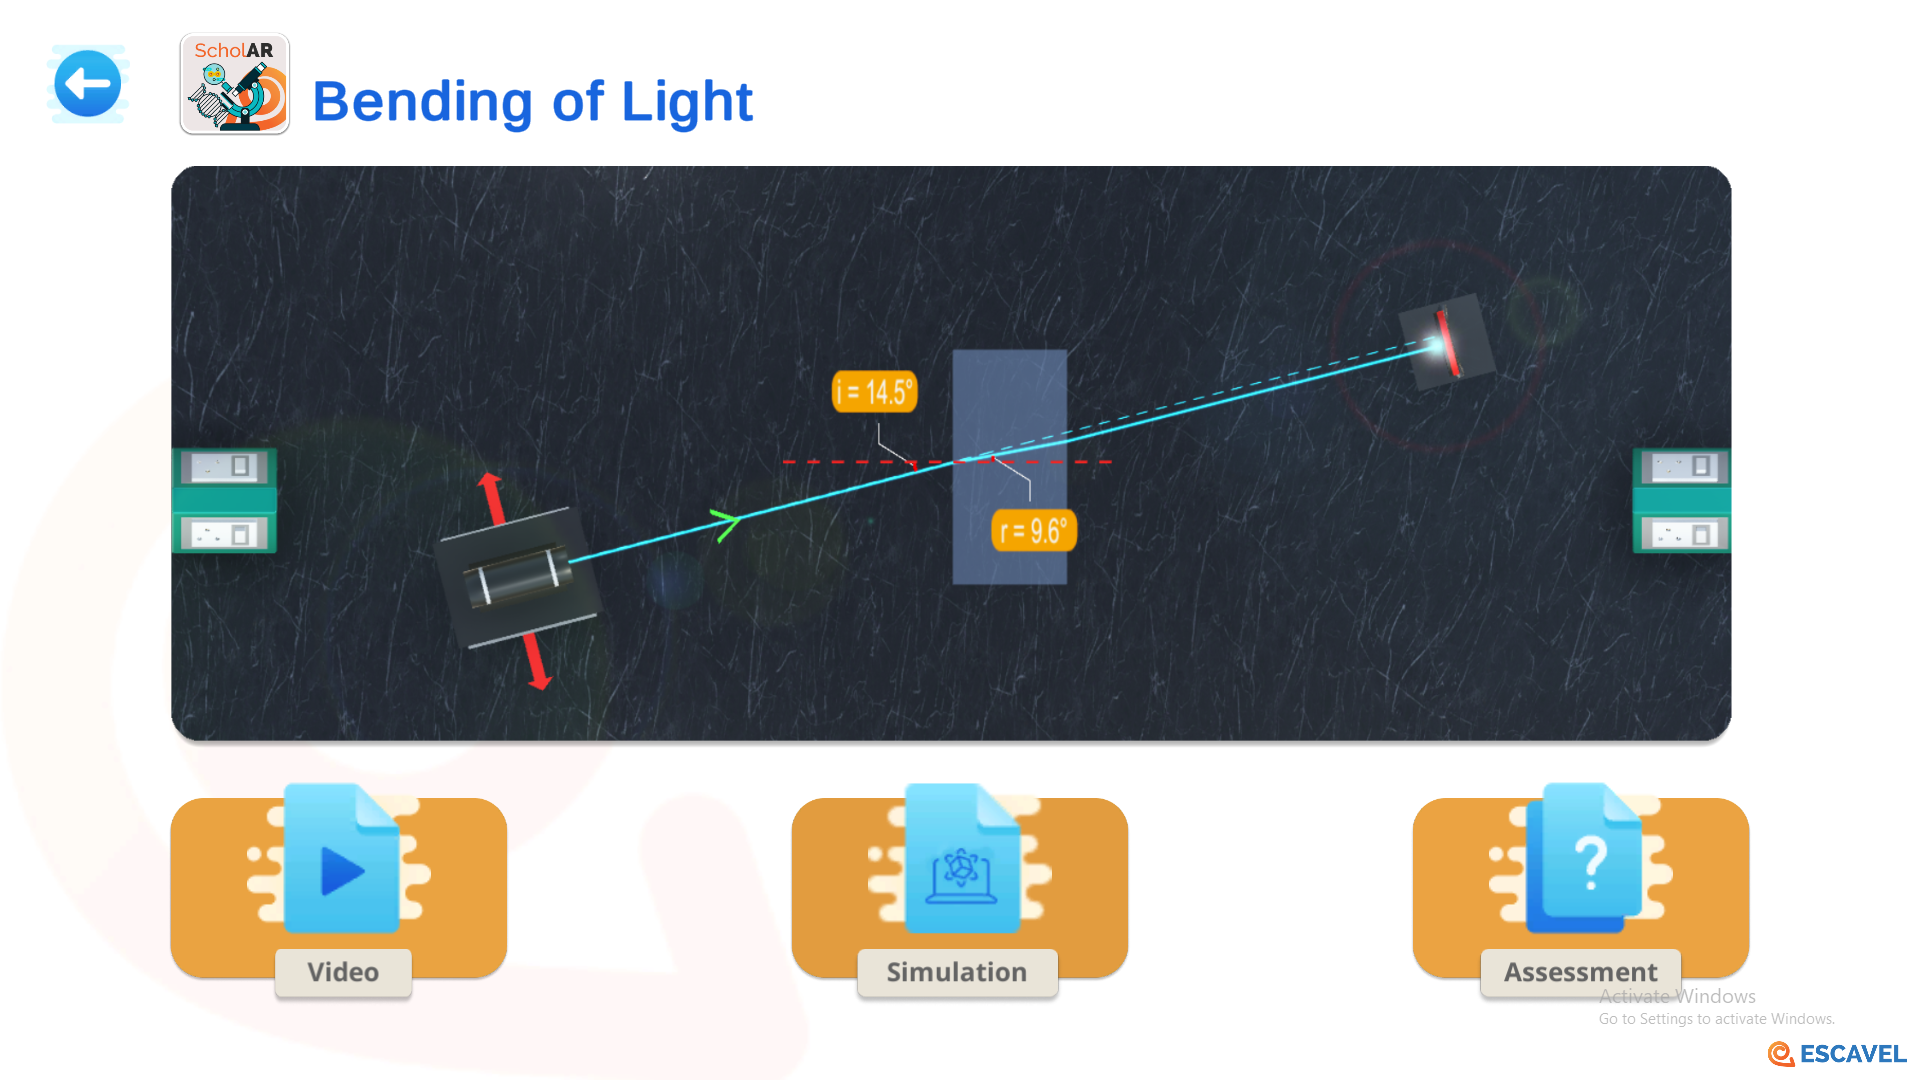 ScholAR
Bending of Light
i = 14.5°
r = 9.6°
?
Video
Simulation
Assessment
Activate Windows
Go to Settings to activate Windows.
ESCAVEL